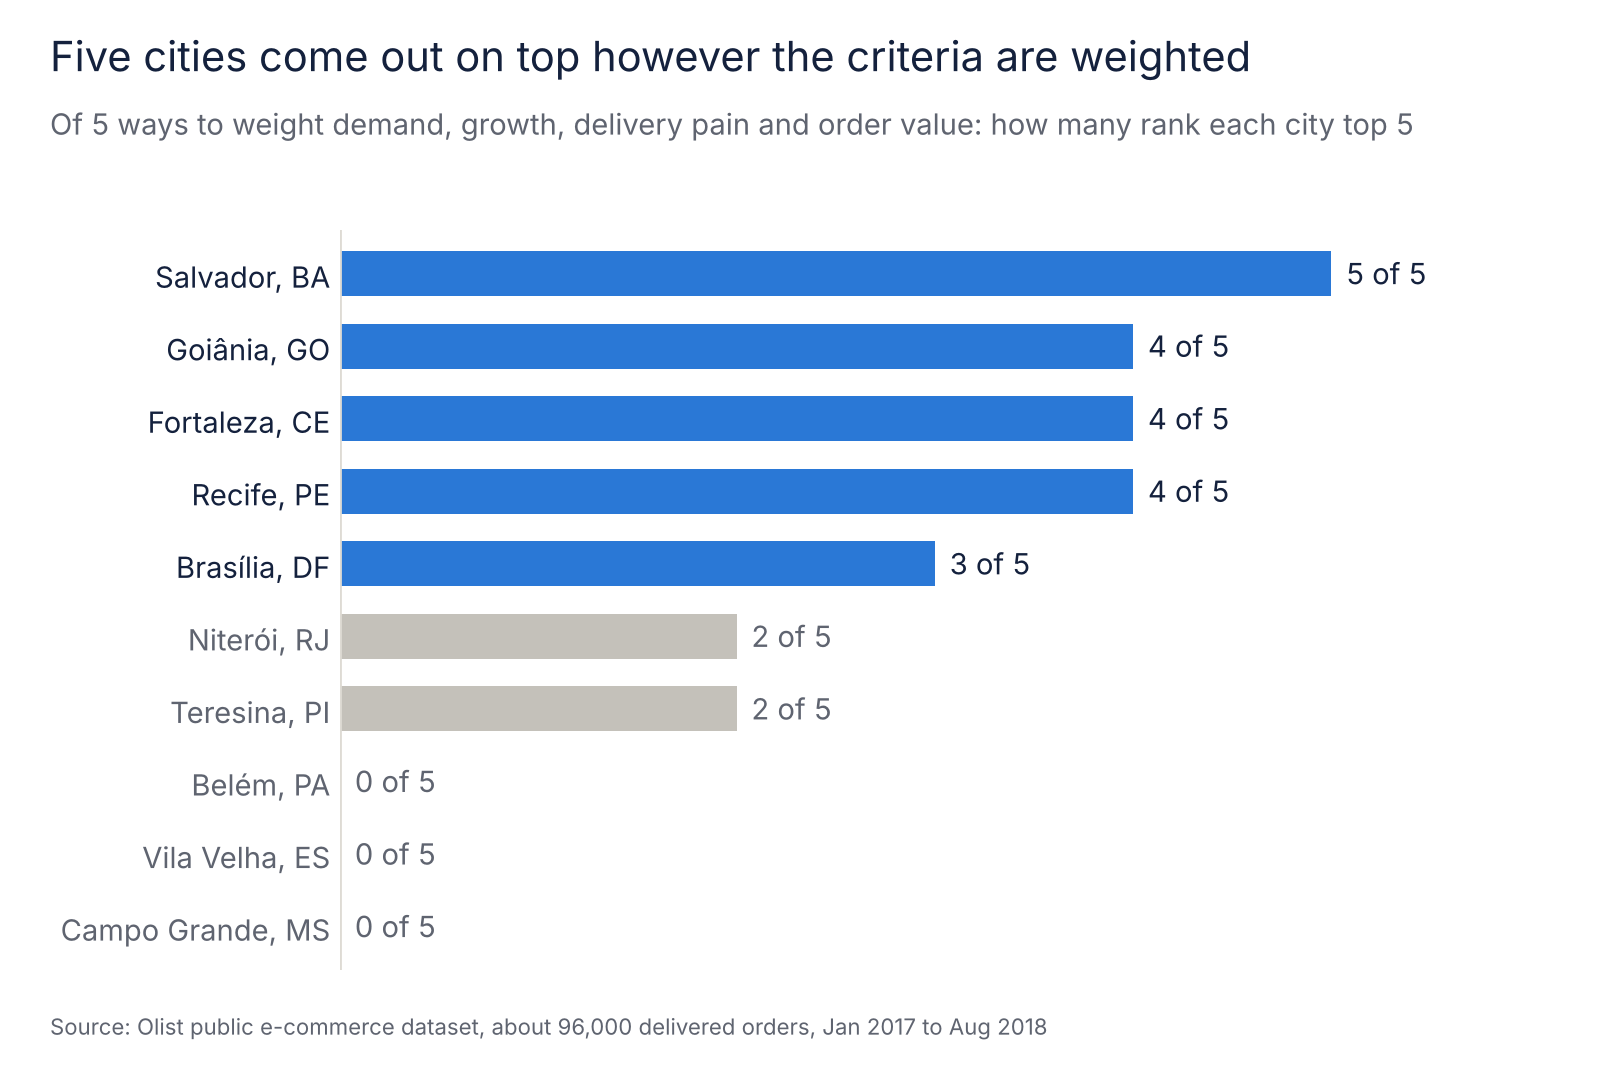 Five cities come out on top however the criteria are weighted
Of 5 ways to weight demand, growth, delivery pain and order value: how many rank each city top 5
Salvador, BA 5 of 5
Goiânia, GO 4 of 5
Fortaleza, CE 4 of 5
Recife, PE 4 of 5
Brasília, DF 3 of 5
Niterói, RJ 2 of 5
Teresina, PI 2 of 5
Belém, PA 0 of 5
Vila Velha, ES 0 of 5
Campo Grande, MS 0 of 5
Source: Olist public e-commerce dataset, about 96,000 delivered orders, Jan 2017 to Aug 2018